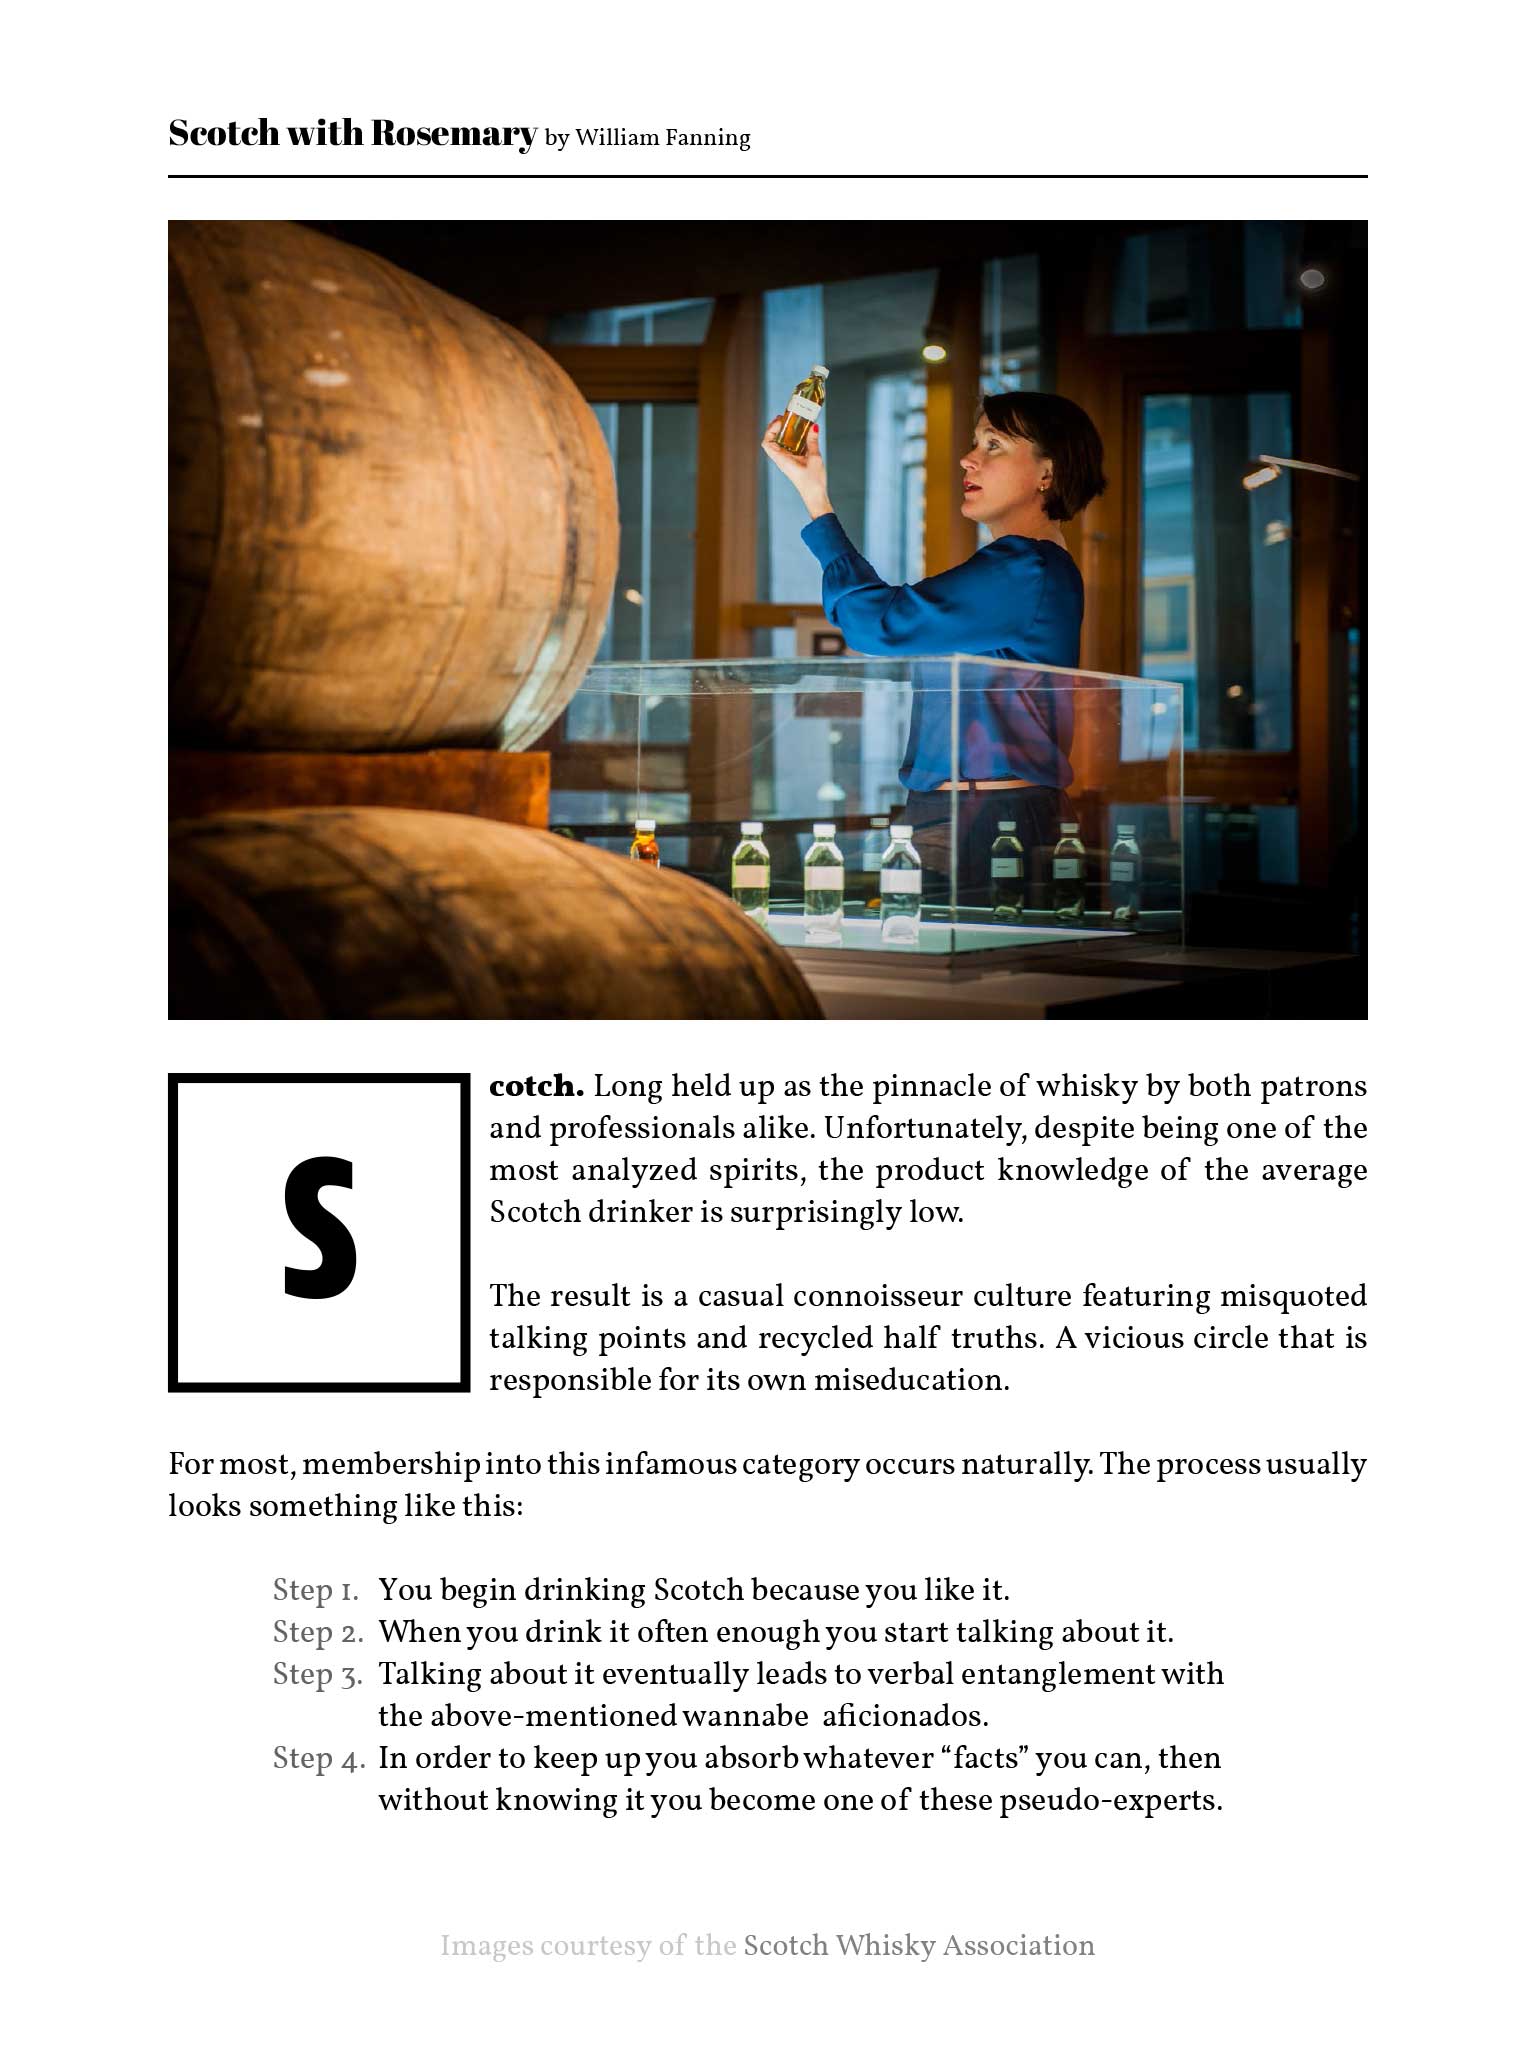 Scotch with Rosemary by William Fanning
S
cotch. Long held up as the pinnacle of whisky by both patrons
and professionals alike. Unfortunately, despite being one of the
most analyzed spirits, the product knowledge of the average
Scotch drinker is surprisingly low.
The result is a casual connoisseur culture featuring misquoted
talking points and recycled half truths. A vicious circle that is
responsible for its own miseducation.
For most, membership into this infamous category occurs naturally. The process usually
looks something like this:
Step 1. You begin drinking Scotch because you like it.
Step 2. When you drink it often enough you start talking about it.
Step 3. Talking about it eventually leads to verbal entanglement with
the above-mentioned wannabe aficionados.
Step 4. In order to keep up you absorb whatever “facts” you can, then
without knowing it you become one of these pseudo-experts.
Images courtesy of the Scotch Whisky Association